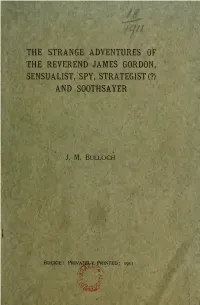 THE STRANGE ADVENTURES OF
THE REVEREND JAMES GORDON,
SENSUALIST, SPY, STRATEGIST (?)
AND SOOTHSAYER
J. M. BULLOCH
BUCKIE: PRIVATELY PRINTED: 1911